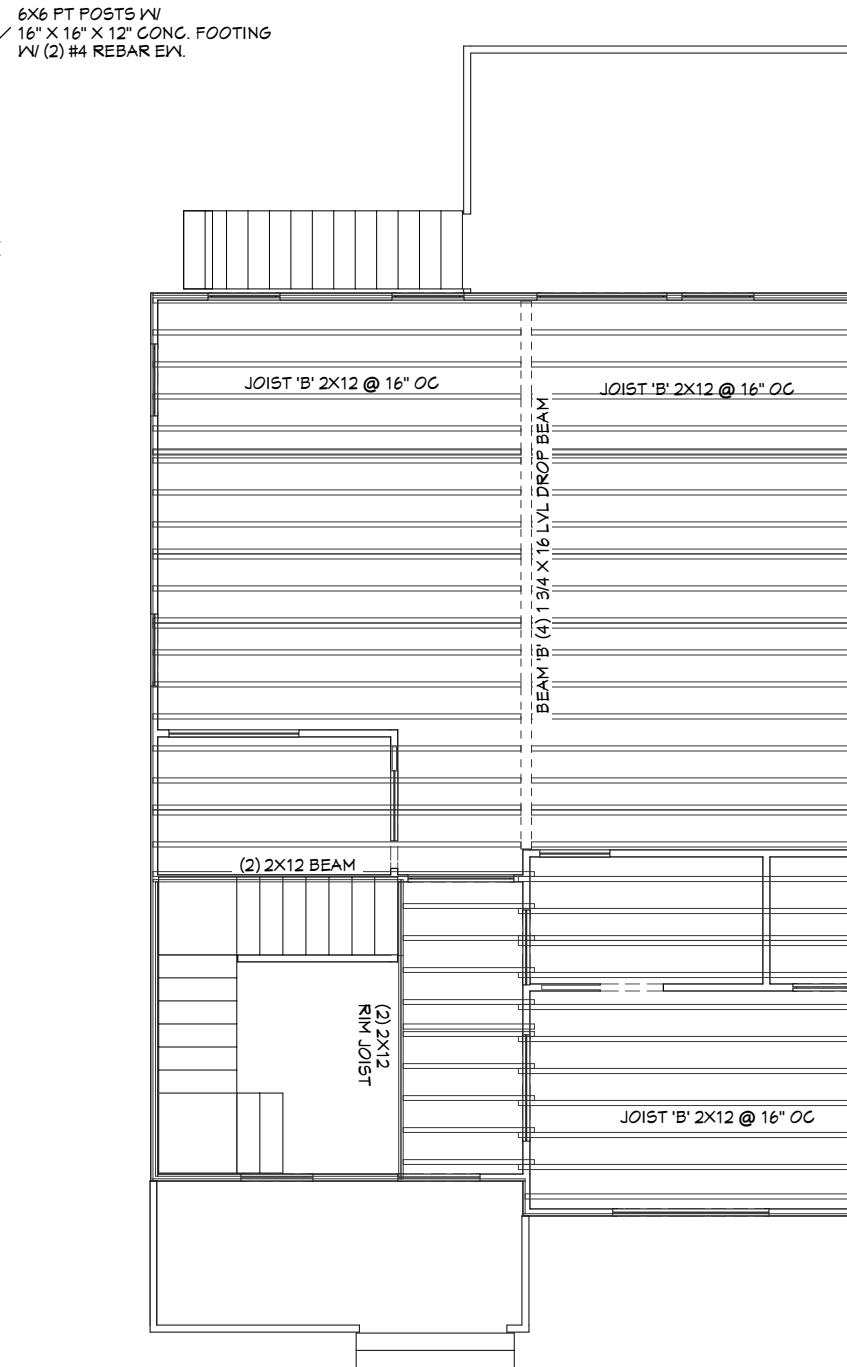 6X6 PT POSTS W/
16" X 16" X 12" CONC. FOOTING
W/ (2) #4 REBAR EW.
JOIST 'B' 2X12 @ 16" OC
JOIST 'B' 2X12 @ 16" OC
BEAM 'B' (4) 1 3/4 X 16 LVL DROP BEAM
(2) 2X12 BEAM
(2) 2X12
RIM JOIST
JOIST 'B' 2X12 @ 16" OC